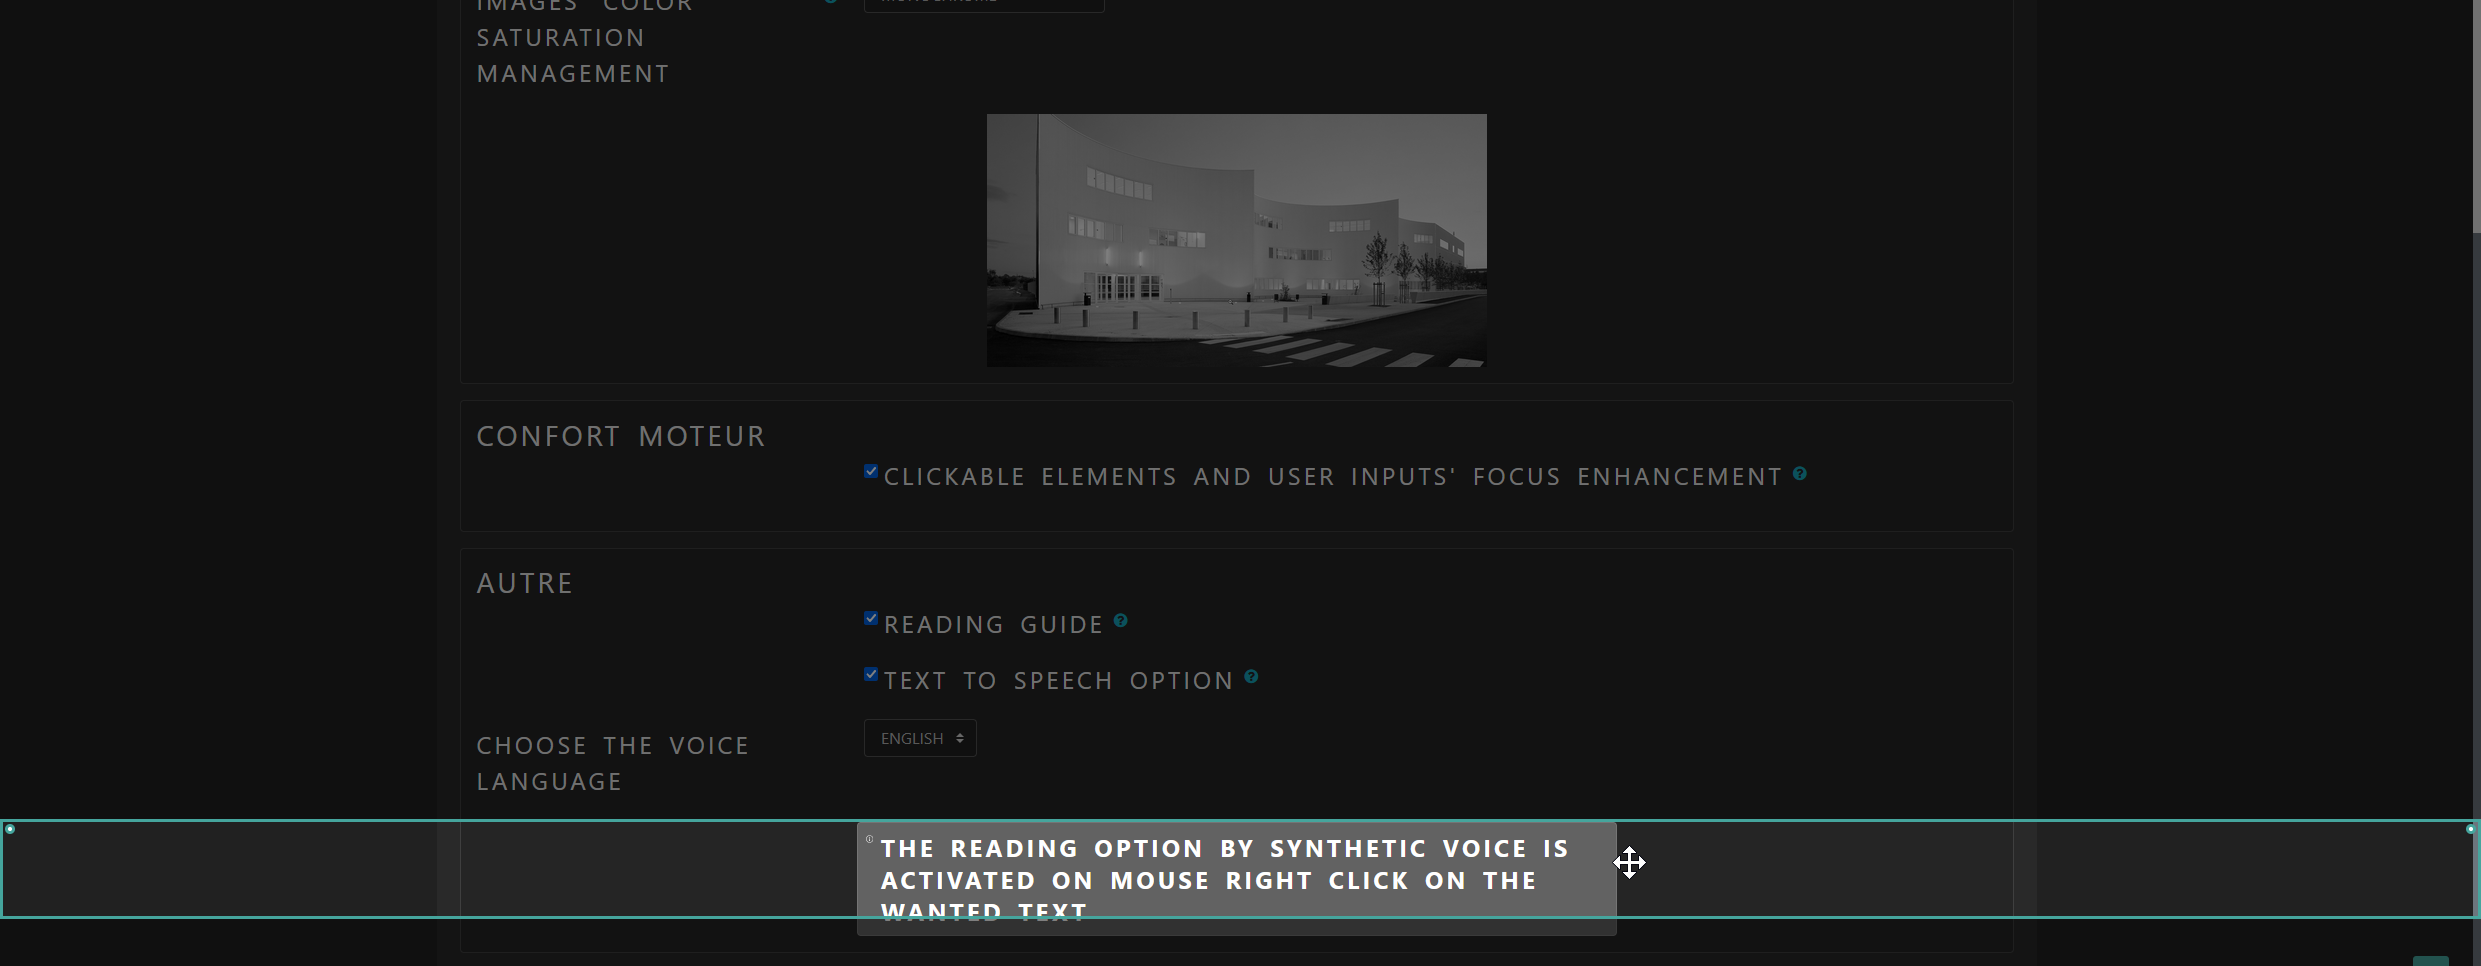 IMAGES' COLOR
SATURATION
MANAGEMENT
CONFORT MOTEUR
CLICKABLE ELEMENTS AND USER INPUTS' FOCUS ENHANCEMENT
AUTRE
READING GUIDE
TEXT TO SPEECH OPTION
CHOOSE THE VOICE
LANGUAGE
ENGLISH
THE READING OPTION BY SYNTHETIC VOICE IS
ACTIVATED ON MOUSE RIGHT CLICK ON THE
WANTED TEXT